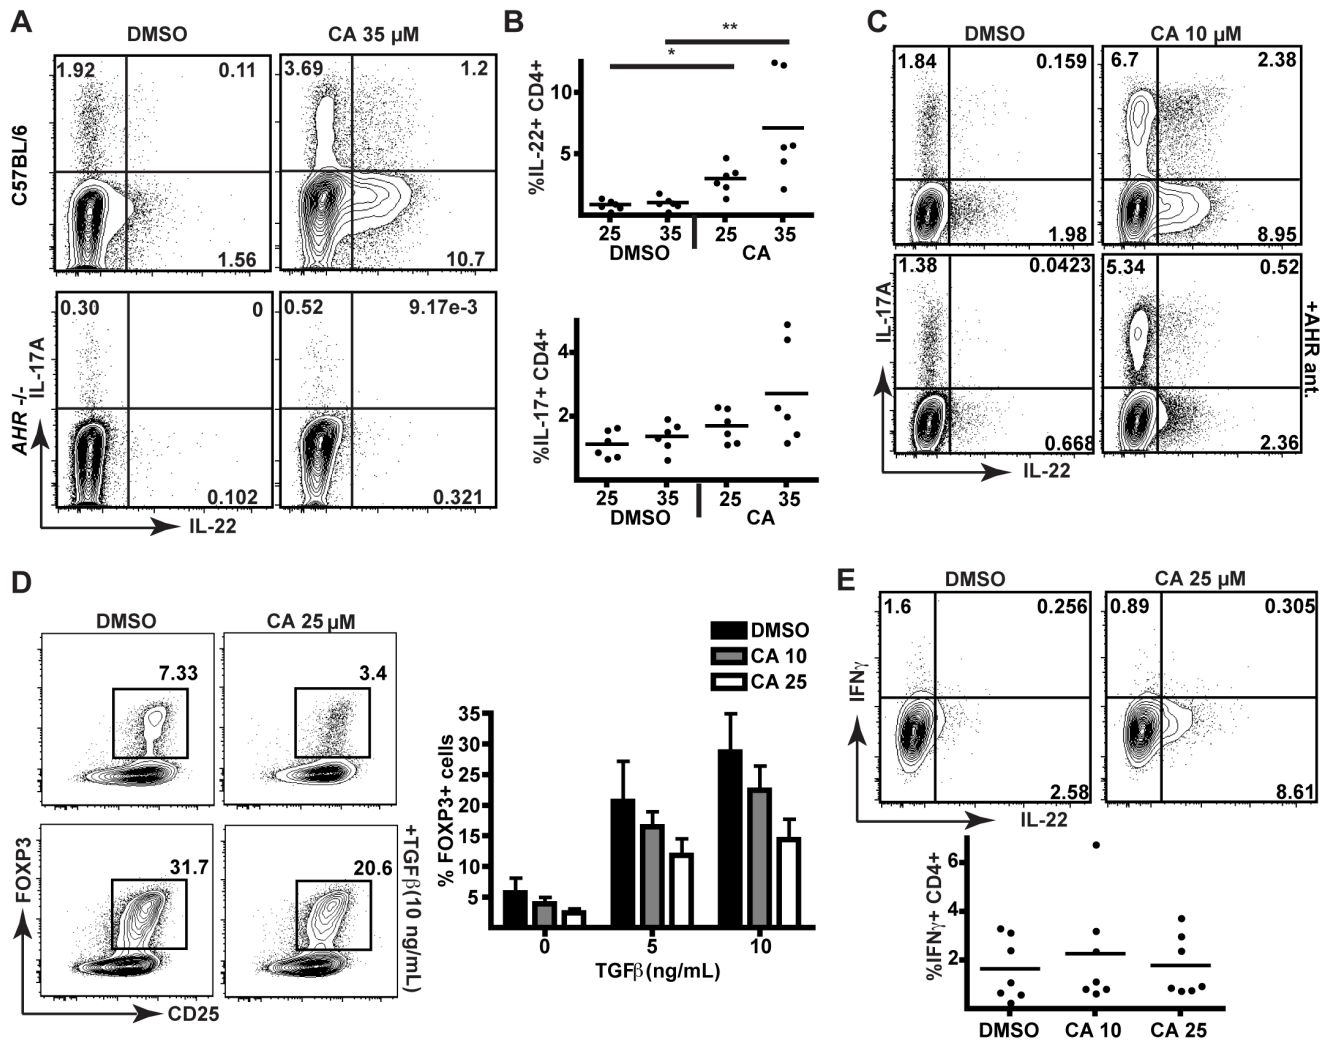 A
DMSO
CA 35 µM
C57BL/6
1.92
0.11
3.69
1.2
1.56
10.7
AHR -/-
IL-17A
0.30
0
0.52
9.17e-3
0.102
0.321
IL-22
B
**
*
%IL-22+ CD4+
10
5
25
35
25
35
DMSO
CA
%IL-17+ CD4+
4
2
25
35
25
35
DMSO
CA
C
DMSO
CA 10 µM
1.84
0.159
6.7
2.38
1.98
8.95
IL-17A
1.38
0.0423
5.34
0.52
+AHR ant.
0.668
2.36
IL-22
D
DMSO
CA 25 µM
7.33
3.4
FOXP3
31.7
20.6
+TGFβ(10 ng/mL)
CD25
DMSO
CA 10
CA 25
% FOXP3+ cells
35
30
25
20
15
10
5
0
5
10
TGFβ(ng/mL)
E
DMSO
CA 25 µM
IFNγ
1.6
0.256
0.89
0.305
2.58
8.61
IL-22
%IFNγ+ CD4+
6
4
2
DMSO
CA 10
CA 25